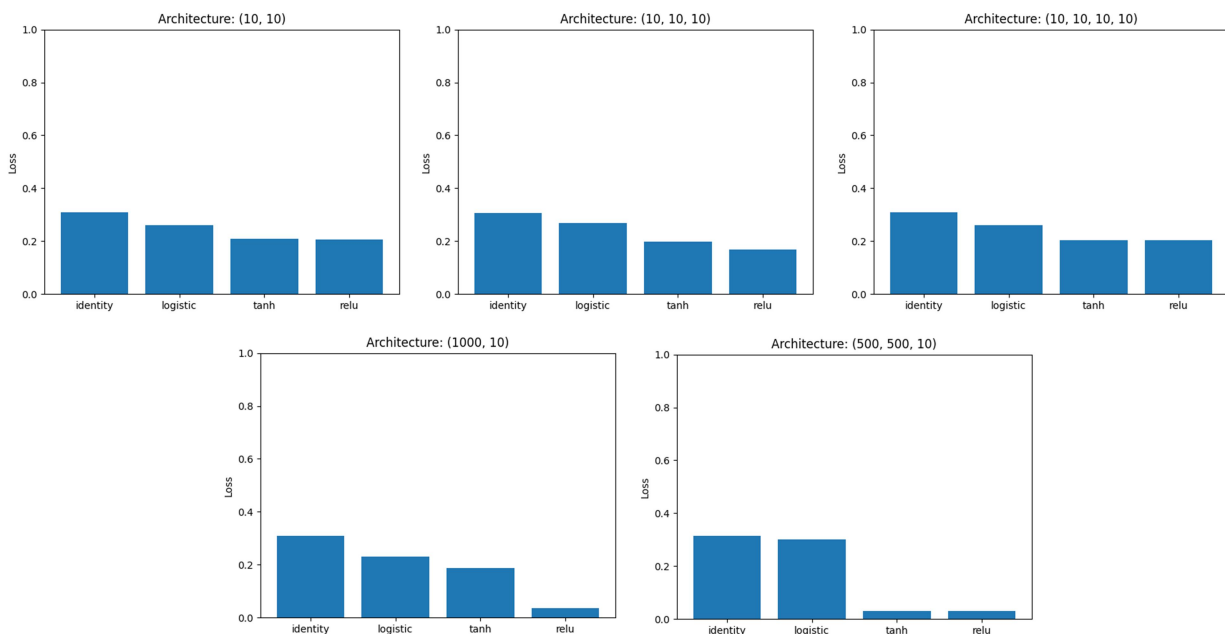 Architecture: (10, 10)
1.0
0.8
0.6
0.4
0.2
0.0
Loss
identity logistic tanh relu
Architecture: (10, 10, 10)
1.0
0.8
0.6
0.4
0.2
0.0
Loss
identity logistic tanh relu
Architecture: (10, 10, 10, 10)
1.0
0.8
0.6
0.4
0.2
0.0
Loss
identity logistic tanh relu
Architecture: (1000, 10)
1.0
0.8
0.6
0.4
0.2
0.0
Loss
identity logistic tanh relu
Architecture: (500, 500, 10)
1.0
0.8
0.6
0.4
0.2
0.0
Loss
identity logistic tanh relu